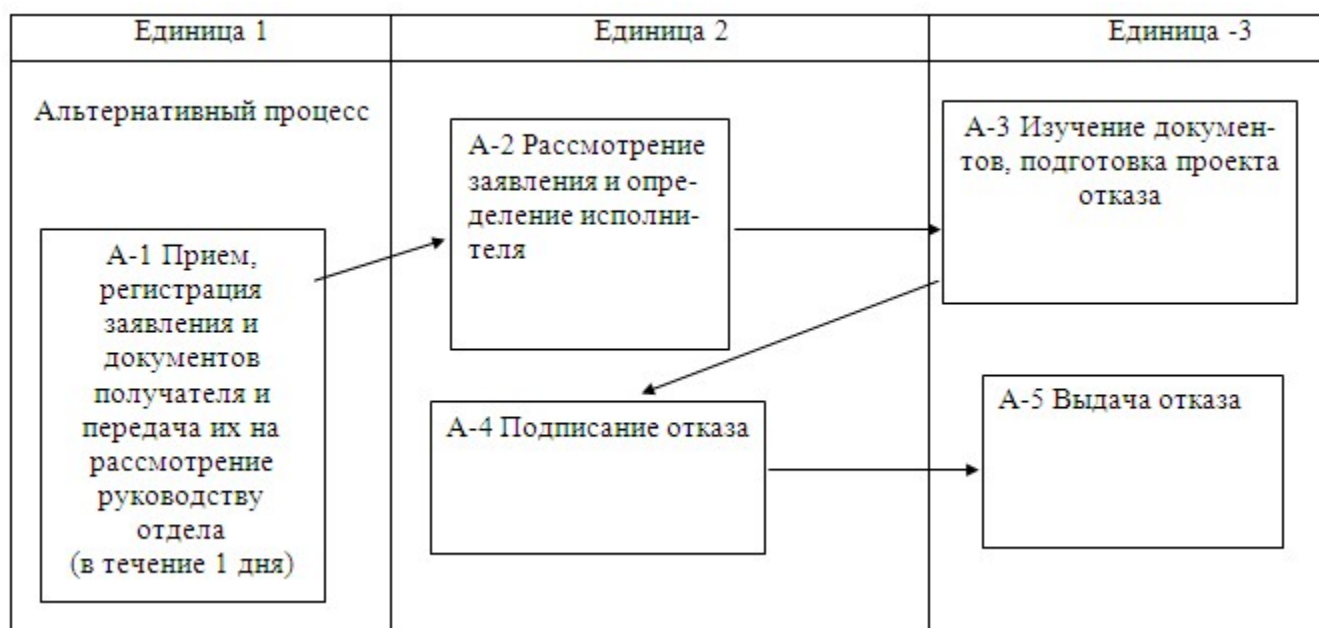 Единица 1
Единица 2
Единица -3
Альтернативный процесс
А-1 Прием,
регистрация
заявления и
документов
получателя и
передача их на
рассмотрение
руководству
отдела
(в течение 1 дня)
А-2 Рассмотрение
заявления и опре-
деление исполни-
теля
А-3 Изучение докумен-
тов, подготовка проекта
отказа
А-4 Подписание отказа
А-5 Выдача отказа